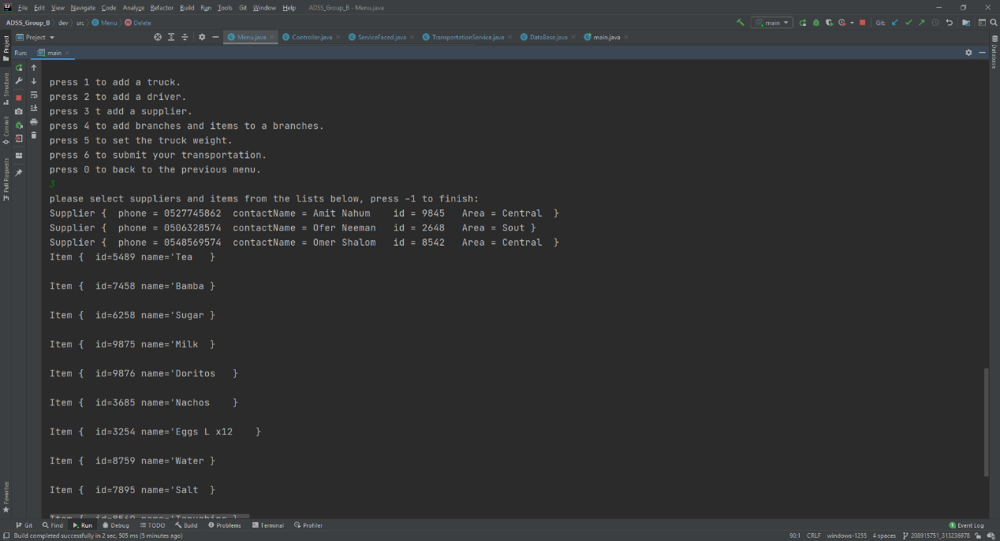 File Edit View Navigate Code Analyze Refactor Build Run Tools Git Window Help ADSS_Group_B - Menu.java
ADSS_Group_B dev src Menu Delete main Git:
Project Menu.java Controller.java ServiceFaced.java TransportationService.java DataBase.java main.java
Run: main
press 1 to add a truck.
press 2 to add a driver.
press 3 t add a supplier.
press 4 to add branches and items to a branches.
press 5 to set the truck weight.
press 6 to submit your transportation.
press 0 to back to the previous menu.
3
please select suppliers and items from the lists below, press -1 to finish:
Supplier { phone = 0527745862 contactName = Amit Nahum id = 9845 Area = Central }
Supplier { phone = 0506328574 contactName = Ofer Neeman id = 2648 Area = Sout }
Supplier { phone = 0548569574 contactName = Omer Shalom id = 8542 Area = Central }
Item { id=5489 name='Tea }
Item { id=7458 name='Bamba }
Item { id=6258 name='Sugar }
Item { id=9875 name='Milk }
Item { id=9876 name='Doritos }
Item { id=3685 name='Nachos }
Item { id=3254 name='Eggs L x12 }
Item { id=8759 name='Water }
Item { id=7895 name='Salt }
Project
Structure
Commit
Pull Requests
Favorites
Database
Git Find Run Debug TODO Build Problems Terminal Profiler 1 Event Log
Build completed successfully in 2 sec, 505 ms (5 minutes ago) 90:1 CRLF windows-1255 4 spaces 208915751_313236978